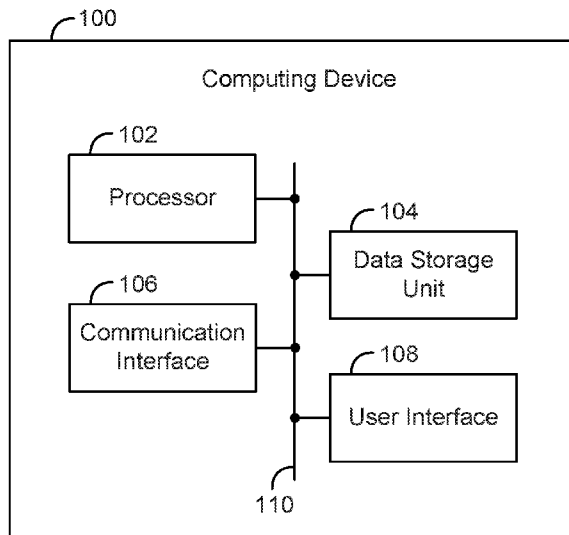 100
Computing Device
102
Processor
104
Data Storage
Unit
106
Communication
Interface
108
User Interface
110